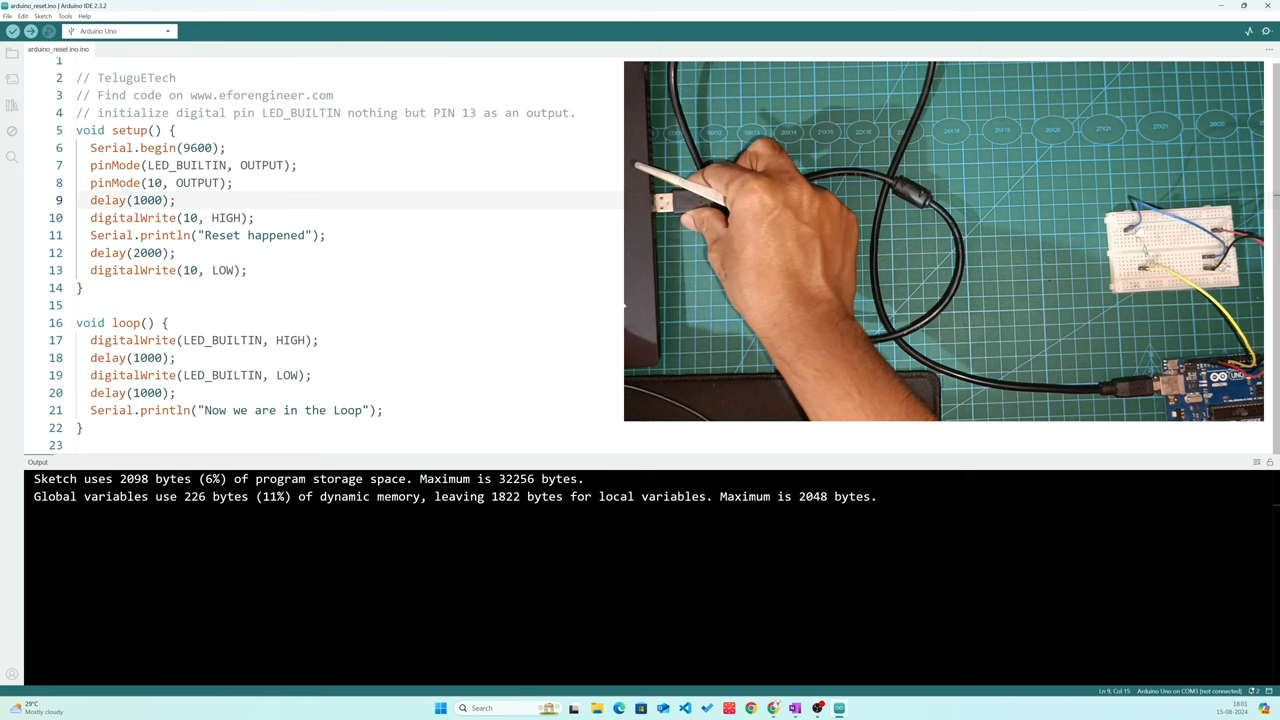 arduino_reset.ino | Arduino IDE 2.3.2
File Edit Sketch Tools Help
Arduino Uno
arduino_reset.ino.ino
1
2 // TeluguETech
3 // Find code on www.eforengineer.com
4 // initialize digital pin LED_BUILTIN nothing but PIN 13 as an output.
5 void setup() {
6 Serial.begin(9600);
7 pinMode(LED_BUILTIN, OUTPUT);
8 pinMode(10, OUTPUT);
9 delay(1000);
10 digitalWrite(10, HIGH);
11 Serial.println("Reset happened");
12 delay(2000);
13 digitalWrite(10, LOW);
14 }
15
16 void loop() {
17 digitalWrite(LED_BUILTIN, HIGH);
18 delay(1000);
19 digitalWrite(LED_BUILTIN, LOW);
20 delay(1000);
21 Serial.println("Now we are in the Loop");
22 }
23
UNO
Output
Sketch uses 2098 bytes (6%) of program storage space. Maximum is 32256 bytes.
Global variables use 226 bytes (11%) of dynamic memory, leaving 1822 bytes for local variables. Maximum is 2048 bytes.
Ln 9, Col 15 Arduino Uno on COM3 [not connected] 2
29°C
Mostly cloudy
Search
18:01
15-08-2024